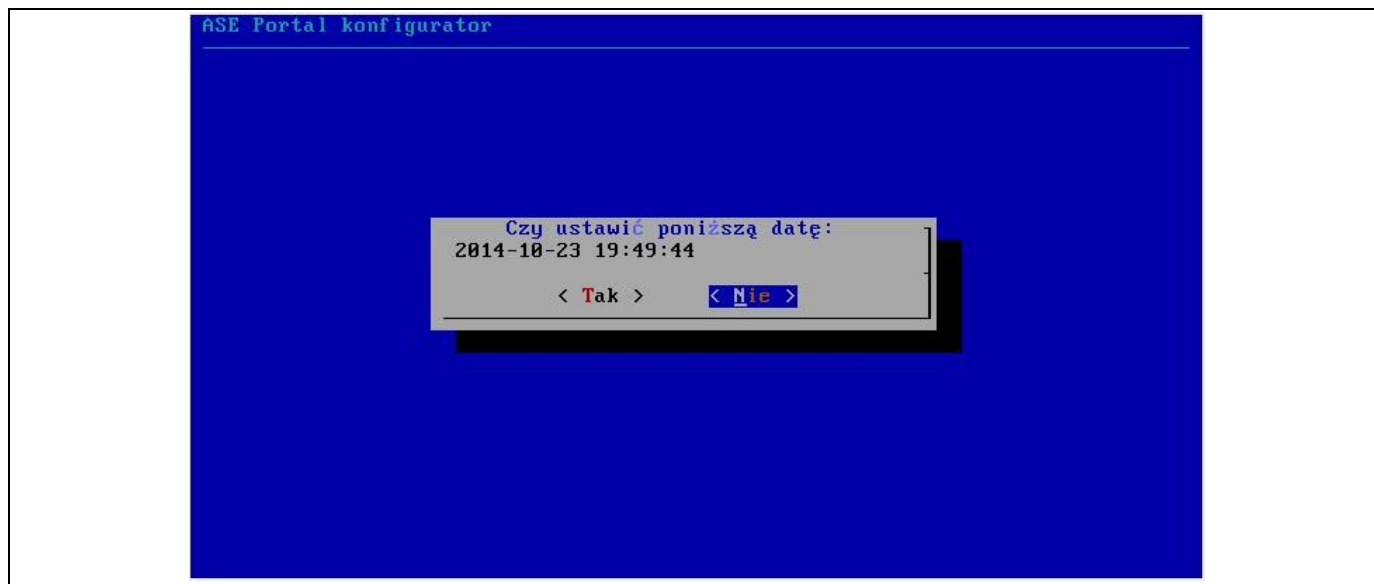 ASE Portal konfigurator
Czy ustawić poniższą datę:
2014-10-23 19:49:44
< Tak > < Nie >